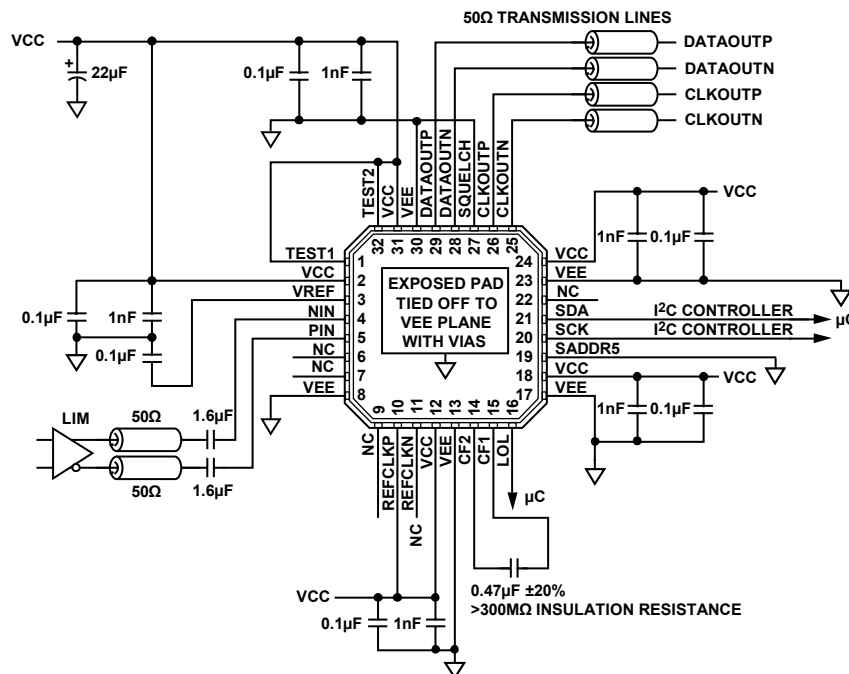 50Ω TRANSMISSION LINES
VCC
+
22µF
0.1µF
1nF
DATAOUTP
DATAOUTN
CLKOUTP
CLKOUTN
TEST2
VCC
VEE
DATAOUTP
DATAOUTN
SQUELCH
CLKOUTP
CLKOUTN
32
31
30
29
28
27
26
25
TEST1
VCC
VREF
NIN
PIN
NC
NC
VEE
1
2
3
4
5
6
7
8
0.1µF
1nF
0.1µF
EXPOSED PAD
TIED OFF TO
VEE PLANE
WITH VIAS
24
23
22
21
20
19
18
17
VCC
VEE
NC
SDA
SCK
SADDR5
VCC
VEE
VCC
1nF
0.1µF
I2C CONTROLLER
I2C CONTROLLER
µC
VCC
1nF
0.1µF
LIM
50Ω
1.6µF
50Ω
1.6µF
9
10
11
12
13
14
15
16
NC
REFCLKP
REFCLKN
VCC
VEE
CF2
CF1
LOL
NC
µC
VCC
0.1µF
1nF
0.47µF ±20%
>300MΩ INSULATION RESISTANCE